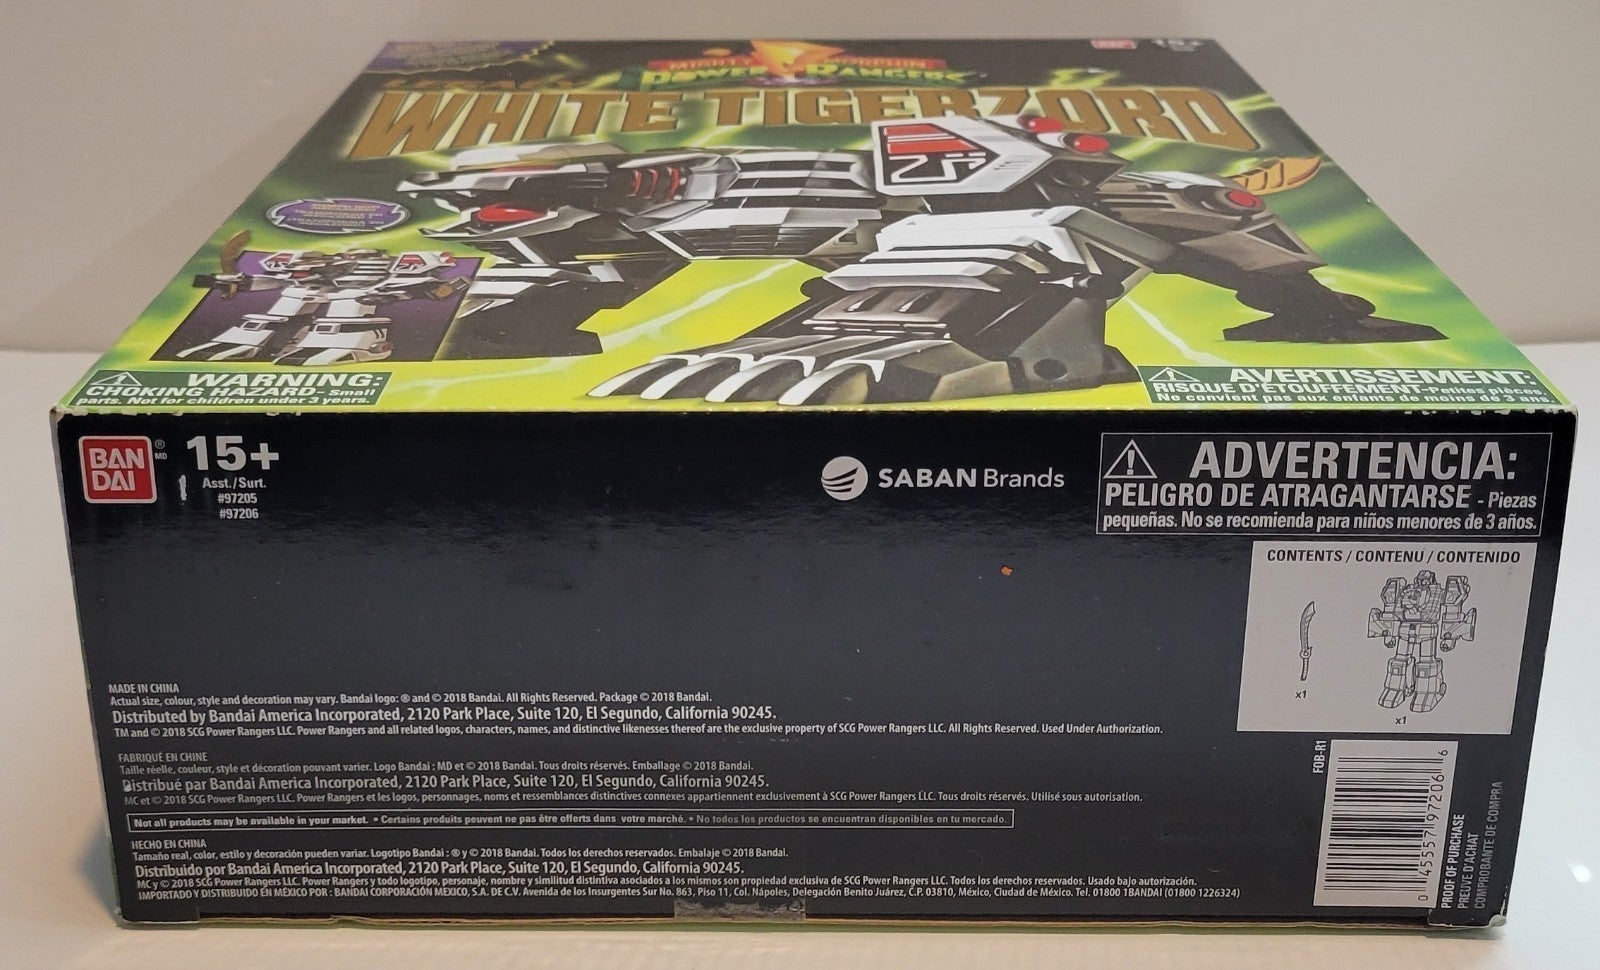 MIGHTY MORPHIN
POWER RANGERS
LEGACY
WHITE TIGERZORD
WARNING:
CHOKING HAZARD - Small
parts. Not for children under 3 years.
AVERTISSEMENT:
RISQUE D'ÉTOUFFEMENT - Petites pièces.
Ne convient pas aux enfants de moins de 3 ans.
BAN
DAI
® MD
15+
Asst./Surt.
#97205
#97206
SABAN Brands
ADVERTENCIA:
PELIGRO DE ATRAGANTARSE - Piezas
pequeñas. No se recomienda para niños menores de 3 años.
CONTENTS / CONTENU / CONTENIDO
x1
x1
MADE IN CHINA
Actual size, colour, style and decoration may vary. Bandai logo: ® and © 2018 Bandai. All Rights Reserved. Package © 2018 Bandai.
Distributed by Bandai America Incorporated, 2120 Park Place, Suite 120, El Segundo, California 90245.
TM and © 2018 SCG Power Rangers LLC. Power Rangers and all related logos, characters, names, and distinctive likenesses thereof are the exclusive property of SCG Power Rangers LLC. All Rights Reserved. Used Under Authorization.
FABRIQUÉ EN CHINE
Taille réelle, couleur, style et décoration pouvant varier. Logo Bandai : MD et © 2018 Bandai. Tous droits réservés. Emballage © 2018 Bandai.
Distribué par Bandai America Incorporated, 2120 Park Place, Suite 120, El Segundo, California 90245.
MC et © 2018 SCG Power Rangers LLC. Power Rangers et les logos, personnages, noms et ressemblances distinctives connexes appartiennent exclusivement à SCG Power Rangers LLC. Tous droits réservés. Utilisé sous autorisation.
Not all products may be available in your market. • Certains produits peuvent ne pas être offerts dans votre marché. • No todos los productos se encuentran disponibles en tu mercado.
HECHO EN CHINA
Tamaño real, color, estilo y decoración pueden variar. Logotipo Bandai : ® y © 2018 Bandai. Todos los derechos reservados. Embalaje © 2018 Bandai.
Distribuido por Bandai America Incorporated, 2120 Park Place, Suite 120, El Segundo, California 90245.
MC y © 2018 SCG Power Rangers LLC. Power Rangers y todo logotipo, personaje, nombre y similitud distintiva asociados a los mismos son propiedad exclusiva de SCG Power Rangers LLC. Todos los derechos reservados. Usado bajo autorización.
IMPORTADO Y DISTRIBUIDO EN MÉXICO POR : BANDAI CORPORACIÓN MEXICO, S.A. DE C.V. Avenida de los Insurgentes Sur No. 863, Piso 11, Col. Nápoles, Delegación Benito Juárez, C.P. 03810, México, Ciudad de México. Tel. 01800 1BANDAI (01800 1226324)
FOB-R1
0 45557 97206 6
PROOF OF PURCHASE
PREUVE D'ACHAT
COMPROBANTE DE COMPRA